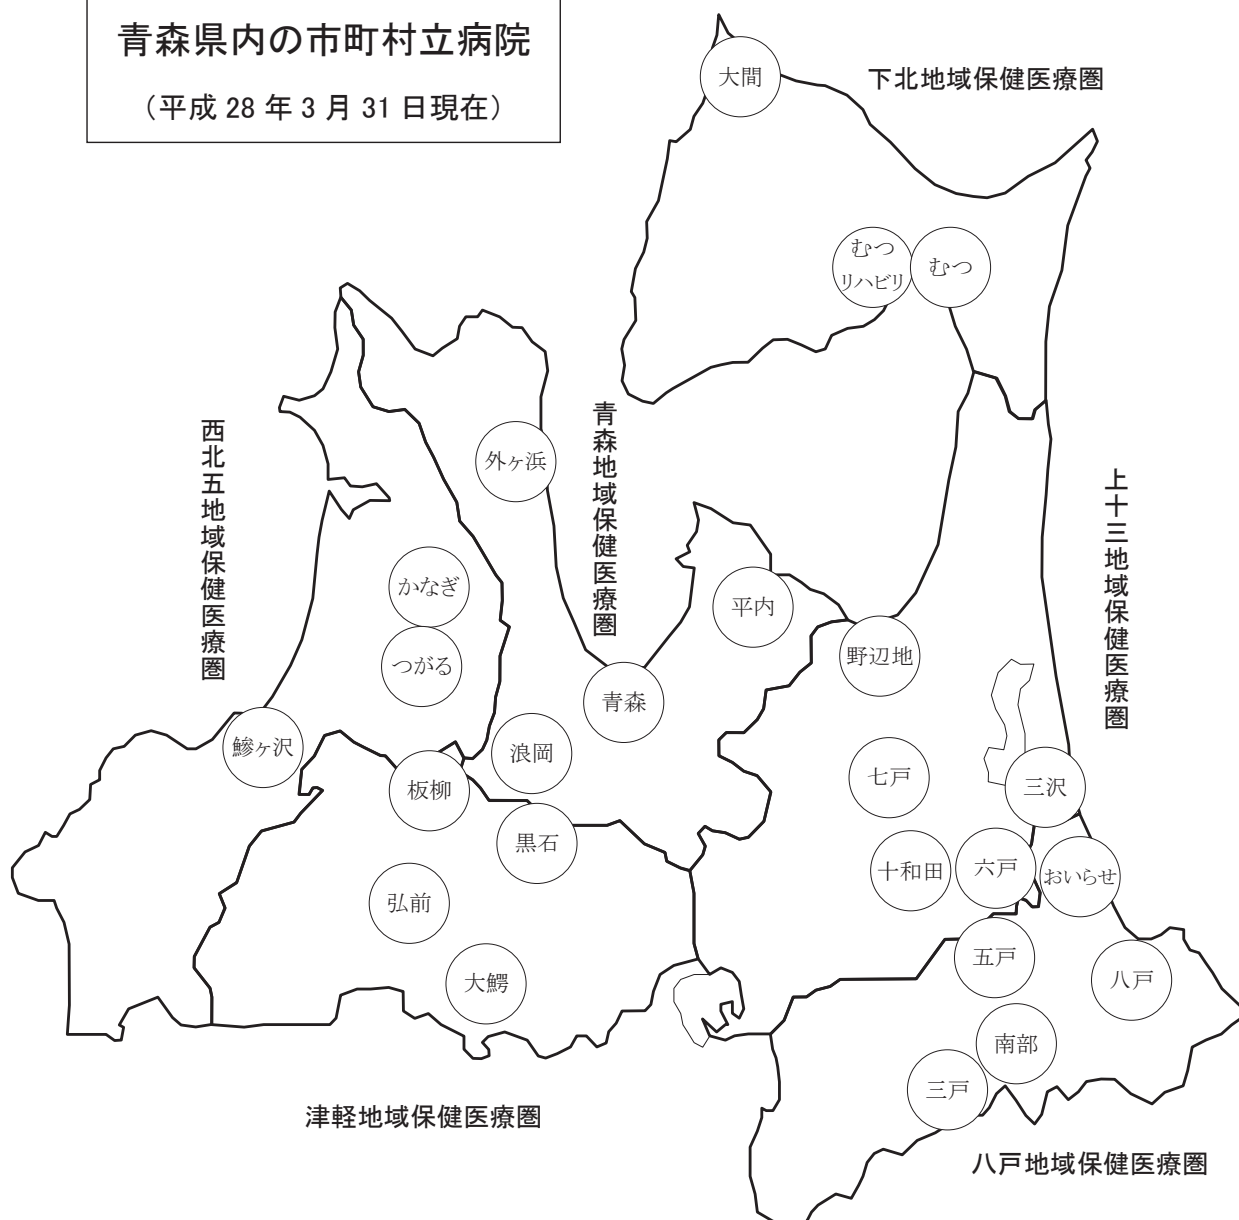 青森県内の市町村立病院
（平成 28 年 3 月 31 日現在）
下北地域保健医療圏
大間
むつ
リハビリ
むつ
西北五地域保健医療圏
青森地域保健医療圏
上十三地域保健医療圏
外ヶ浜
かなぎ
つがる
平内
野辺地
青森
鰺ヶ沢
浪岡
板柳
七戸
三沢
黒石
十和田
六戸
おいらせ
弘前
大鰐
五戸
八戸
南部
三戸
津軽地域保健医療圏
八戸地域保健医療圏